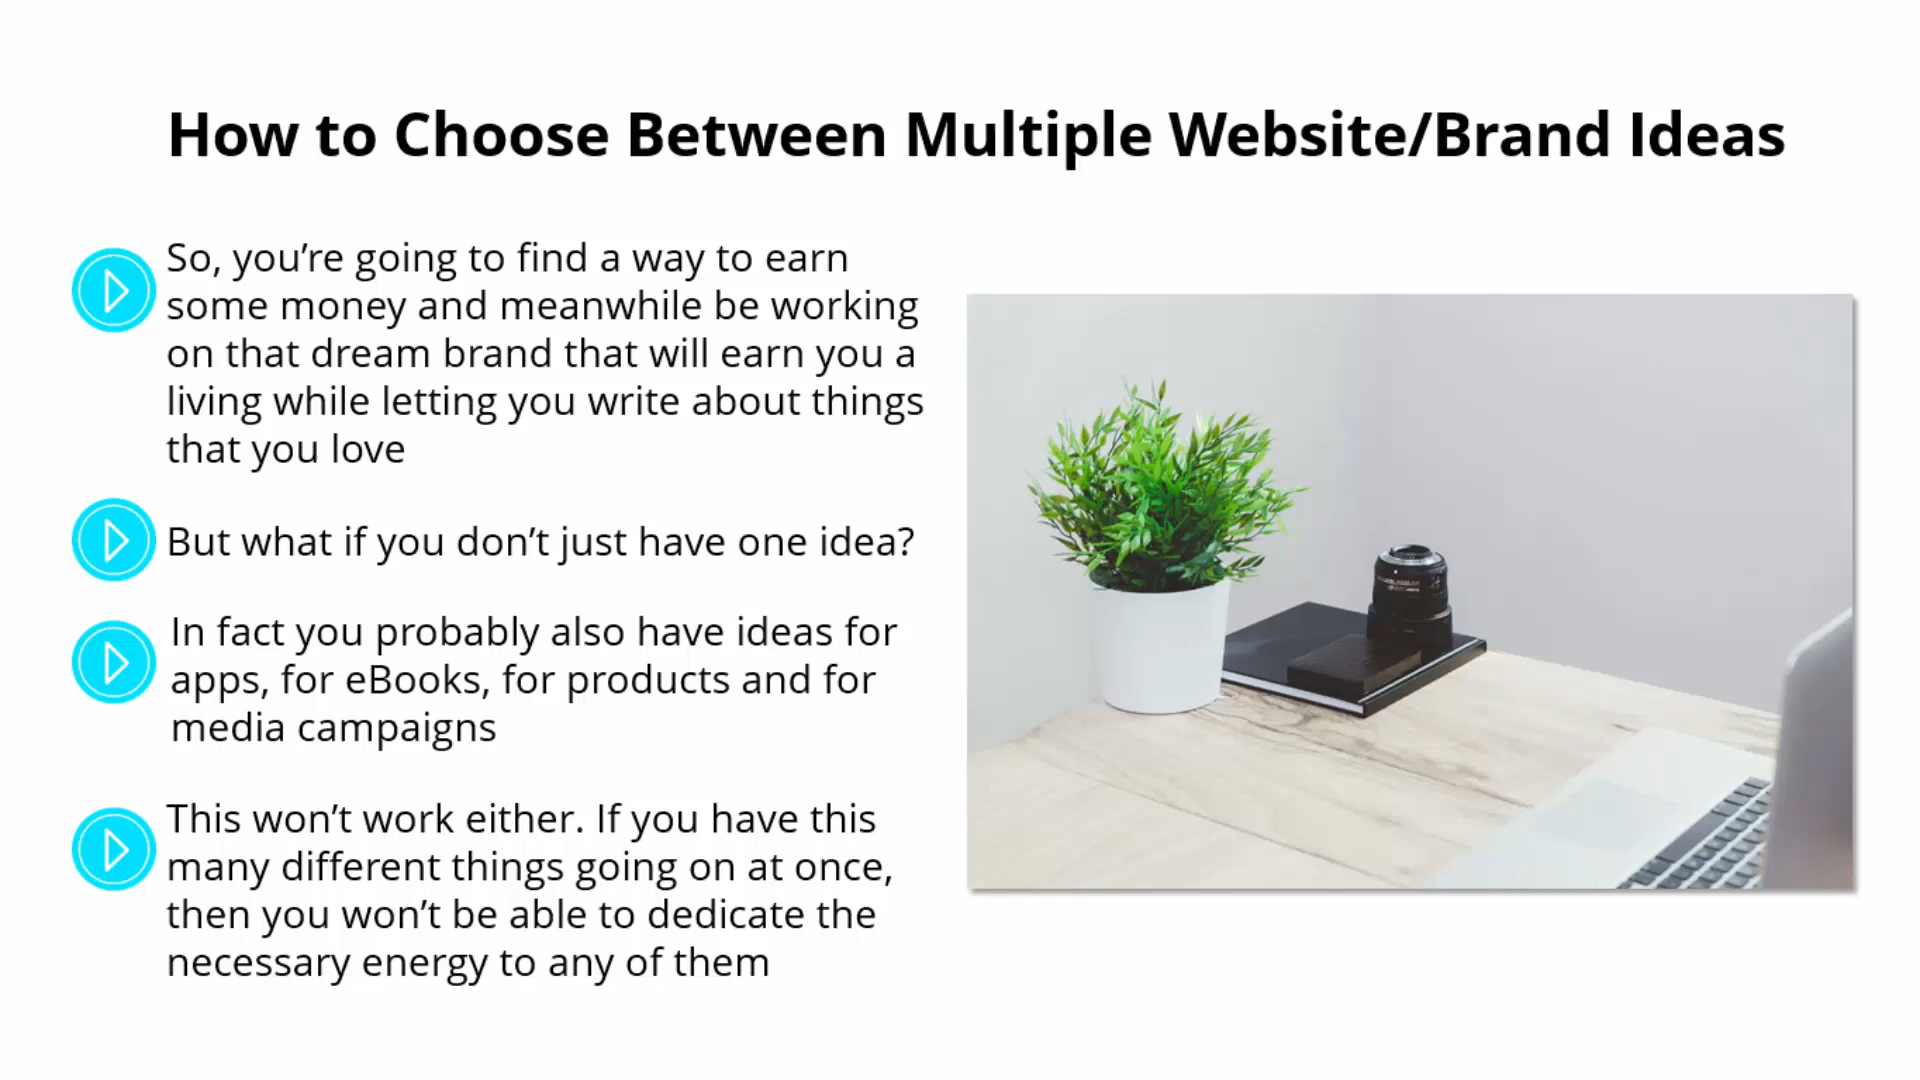 How to Choose Between Multiple Website/Brand Ideas
So, you’re going to find a way to earn
some money and meanwhile be working
on that dream brand that will earn you a
living while letting you write about things
that you love
But what if you don’t just have one idea?
In fact you probably also have ideas for
apps, for eBooks, for products and for
media campaigns
This won’t work either. If you have this
many different things going on at once,
then you won’t be able to dedicate the
necessary energy to any of them